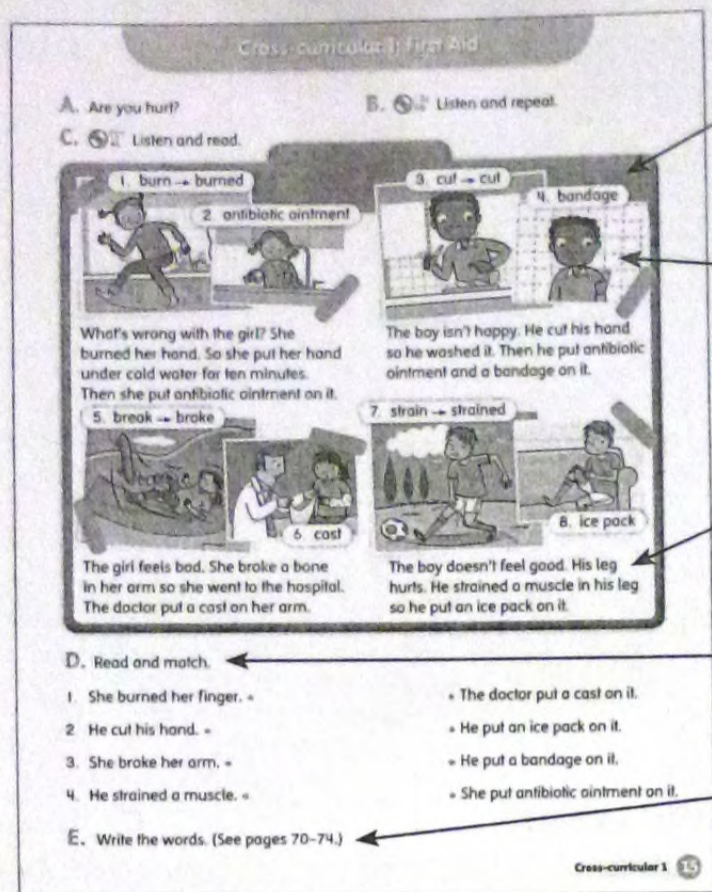 Cross-curricular 1: First Aid
A. Are you hurt?
B. Listen and repeat.
C. Listen and read.
1. burn → burned
2. antibiotic ointment
What's wrong with the girl? She
burned her hand. So she put her hand
under cold water for ten minutes.
Then she put antibiotic ointment on it.
3. cut → cut
4. bandage
The boy isn't happy. He cut his hand
so he washed it. Then he put antibiotic
ointment and a bandage on it.
5. break → broke
6. cast
The girl feels bad. She broke a bone
in her arm so she went to the hospital.
The doctor put a cast on her arm.
7. strain → strained
8. ice pack
The boy doesn't feel good. His leg
hurts. He strained a muscle in his leg
so he put an ice pack on it.
D. Read and match.
1. She burned her finger. • • The doctor put a cast on it.
2 He cut his hand. • • He put an ice pack on it.
3. She broke her arm. • • He put a bandage on it.
4. He strained a muscle. • • She put antibiotic ointment on it.
E. Write the words. (See pages 70–74.)
Cross-curricular 1 15